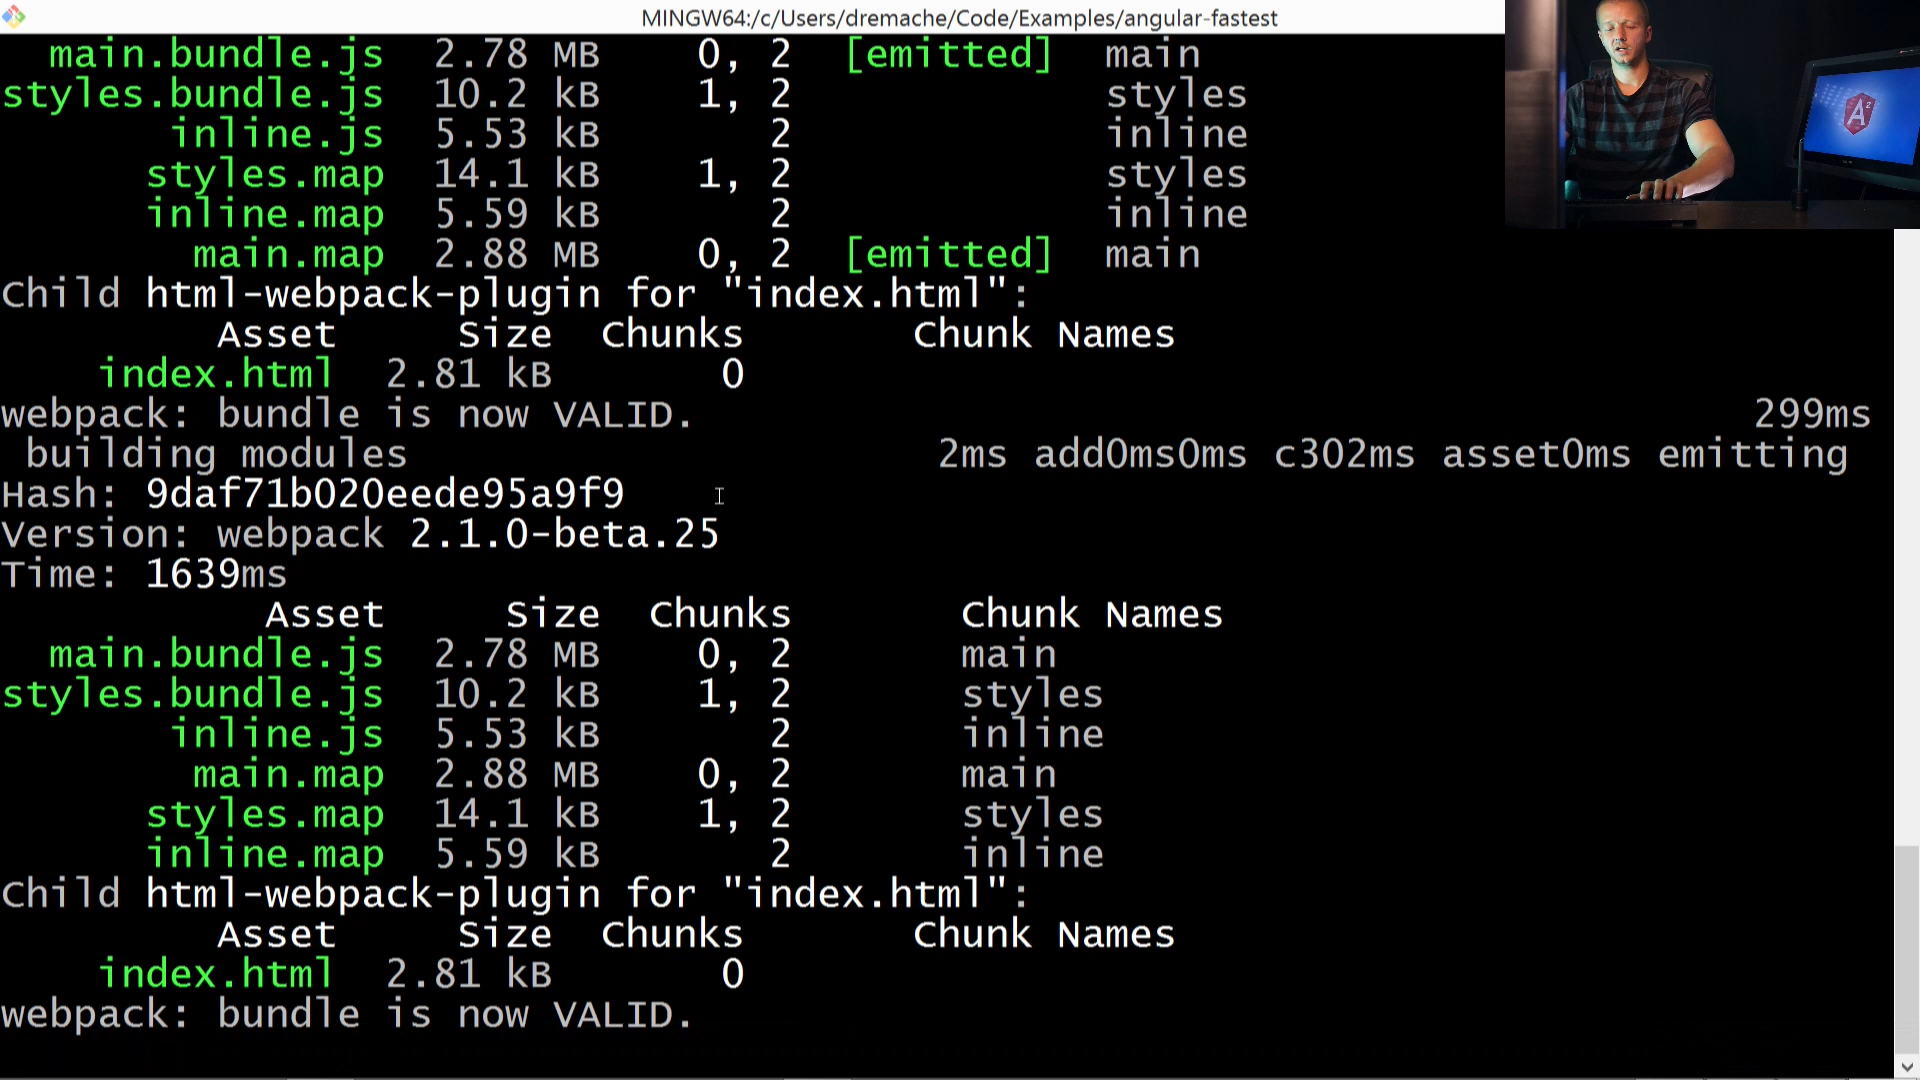 MINGW64:/c/Users/dremache/Code/Examples/angular-fastest
main.bundle.js 2.78 MB 0, 2 [emitted] main
styles.bundle.js 10.2 kB 1, 2 styles
inline.js 5.53 kB 2 inline
styles.map 14.1 kB 1, 2 styles
inline.map 5.59 kB 2 inline
main.map 2.88 MB 0, 2 [emitted] main
Child html-webpack-plugin for "index.html":
Asset Size Chunks Chunk Names
index.html 2.81 kB 0
webpack: bundle is now VALID. 299ms
building modules 2ms add0ms0ms c302ms asset0ms emitting
Hash: 9daf71b020eede95a9f9
Version: webpack 2.1.0-beta.25
Time: 1639ms
Asset Size Chunks Chunk Names
main.bundle.js 2.78 MB 0, 2 main
styles.bundle.js 10.2 kB 1, 2 styles
inline.js 5.53 kB 2 inline
main.map 2.88 MB 0, 2 main
styles.map 14.1 kB 1, 2 styles
inline.map 5.59 kB 2 inline
Child html-webpack-plugin for "index.html":
Asset Size Chunks Chunk Names
index.html 2.81 kB 0
webpack: bundle is now VALID.
A2